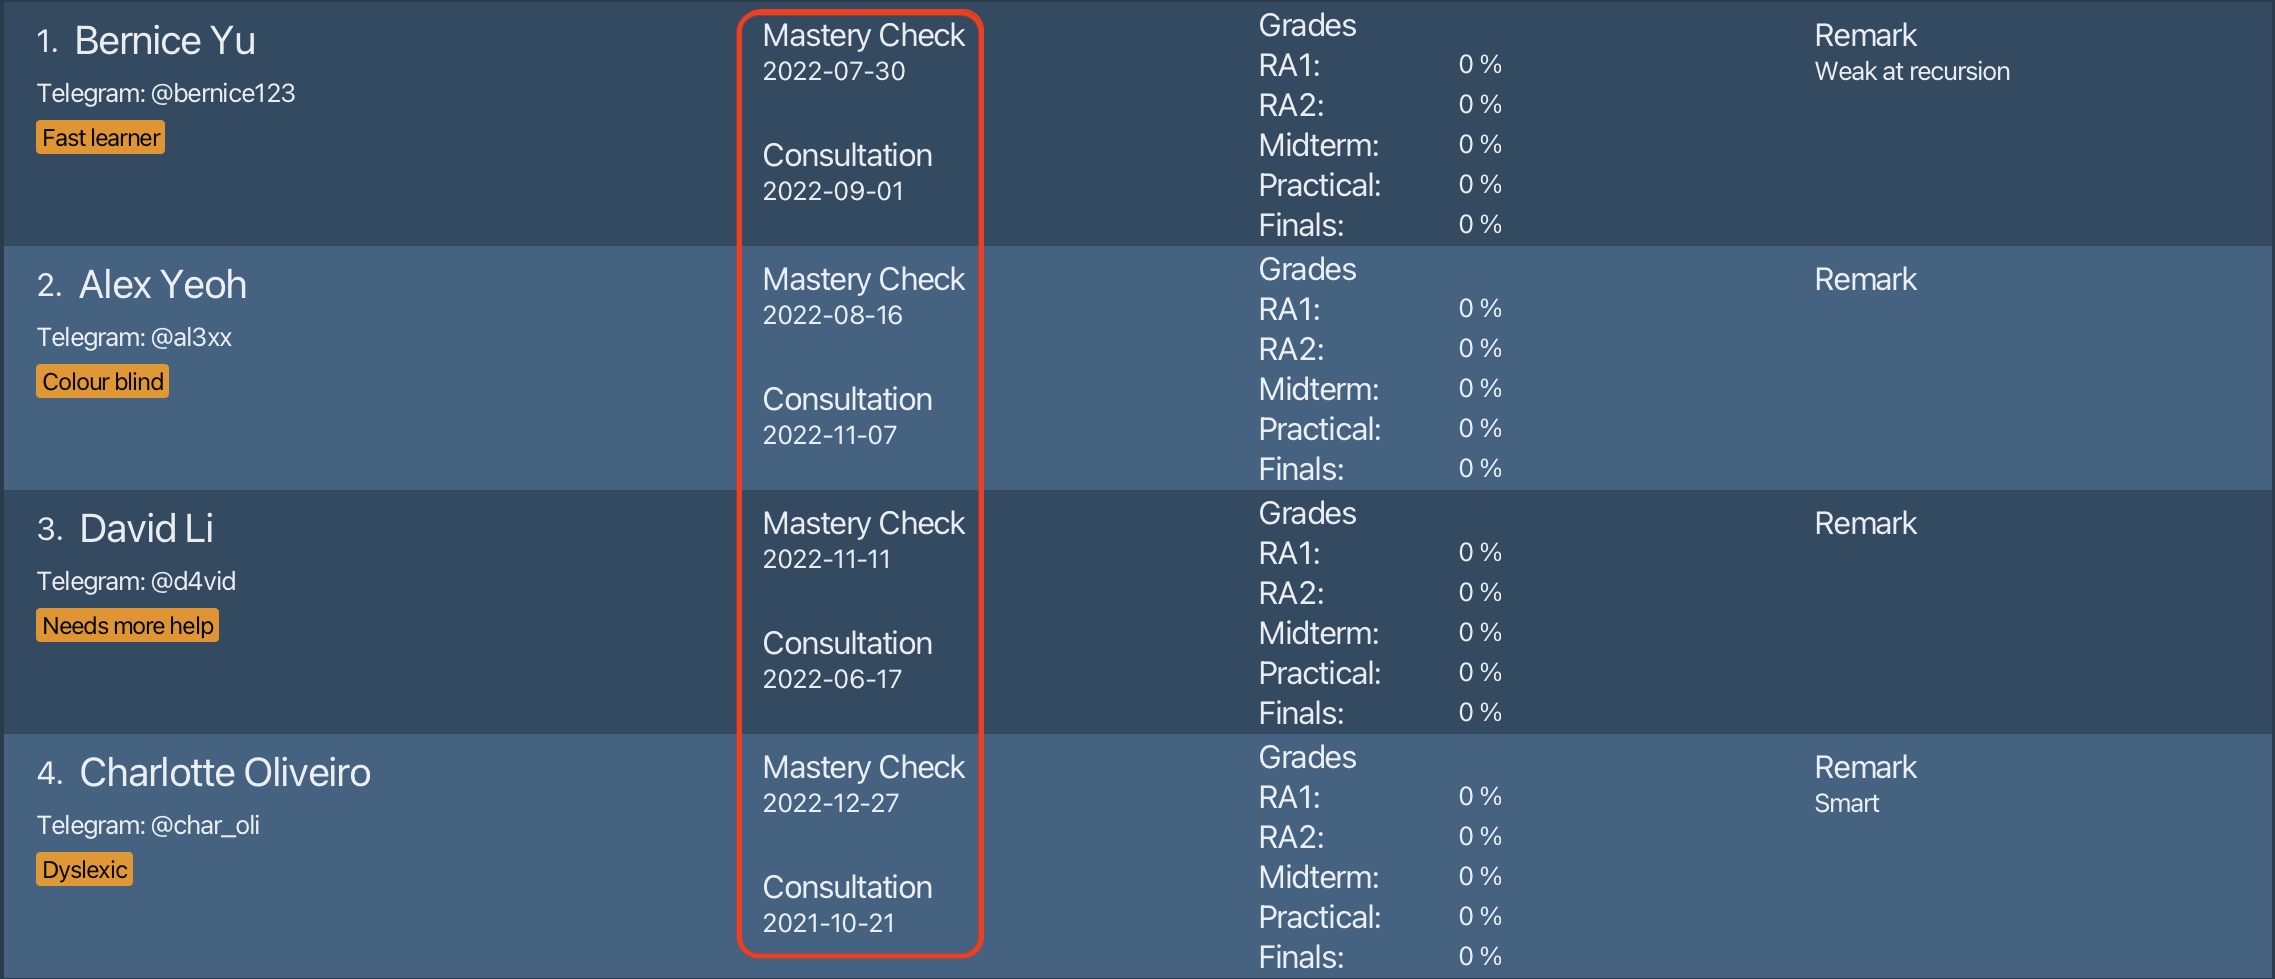 1. Bernice Yu
Telegram: @bernice123
Fast learner
Mastery Check
2022-07-30
Consultation
2022-09-01
Grades
RA1: 0 %
RA2: 0 %
Midterm: 0 %
Practical: 0 %
Finals: 0 %
Remark
Weak at recursion
2. Alex Yeoh
Telegram: @al3xx
Colour blind
Mastery Check
2022-08-16
Consultation
2022-11-07
Grades
RA1: 0 %
RA2: 0 %
Midterm: 0 %
Practical: 0 %
Finals: 0 %
Remark
3. David Li
Telegram: @d4vid
Needs more help
Mastery Check
2022-11-11
Consultation
2022-06-17
Grades
RA1: 0 %
RA2: 0 %
Midterm: 0 %
Practical: 0 %
Finals: 0 %
Remark
4. Charlotte Oliveiro
Telegram: @char_oli
Dyslexic
Mastery Check
2022-12-27
Consultation
2021-10-21
Grades
RA1: 0 %
RA2: 0 %
Midterm: 0 %
Practical: 0 %
Finals: 0 %
Remark
Smart